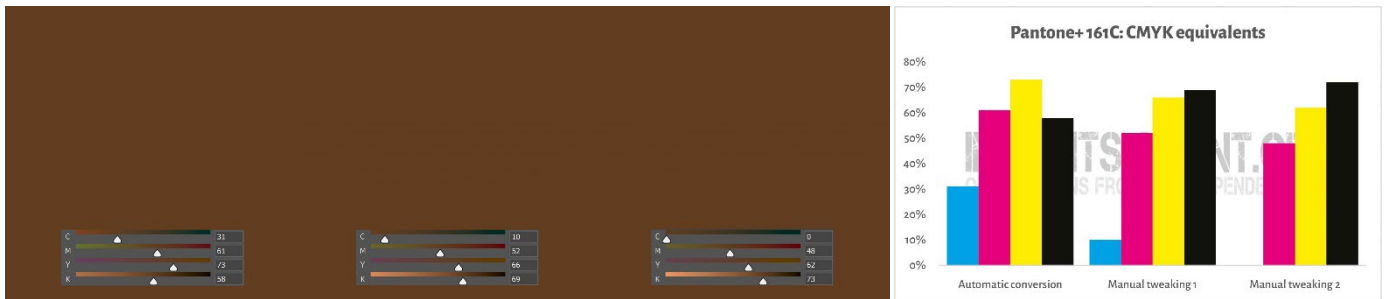 C 31
M 61
Y 73
K 58
C 10
M 52
Y 66
K 69
C 0
M 48
Y 62
K 73
Pantone+ 161C: CMYK equivalents
80%
70%
60%
50%
40%
30%
20%
10%
0%
Automatic conversion
Manual tweaking 1
Manual tweaking 2